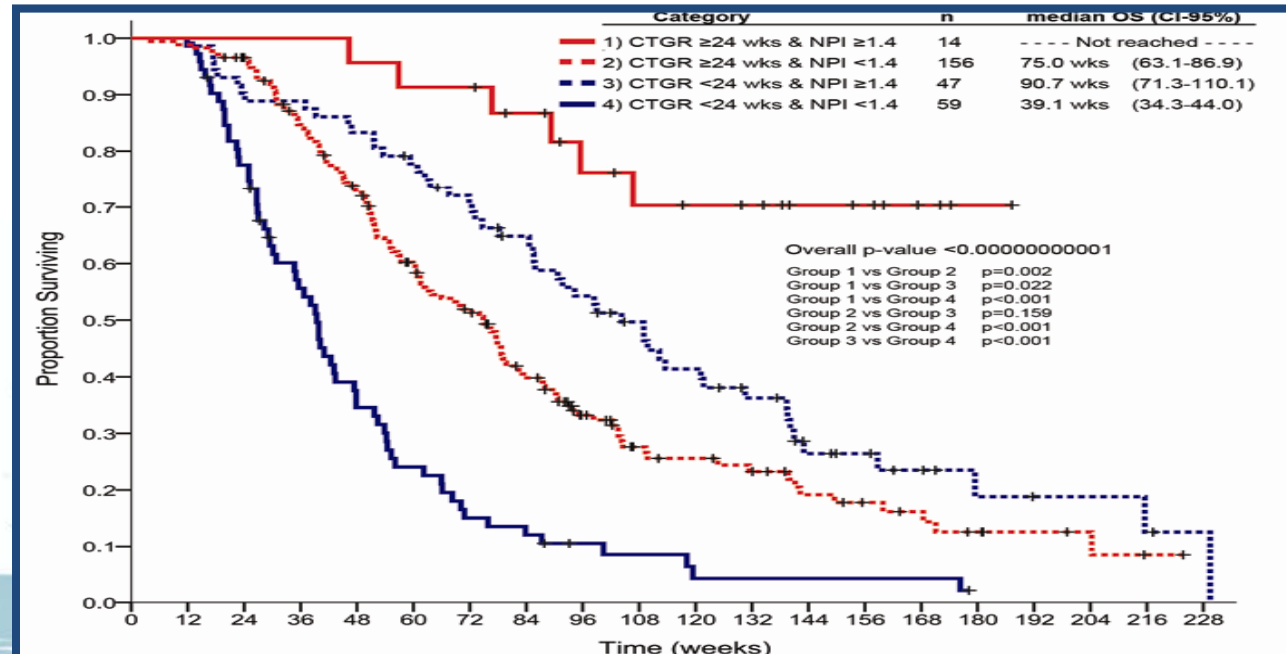 Category n median OS (CI-95%)
1) CTGR ≥24 wks & NPI ≥1.4 14 - - - - Not reached - - - -
2) CTGR ≥24 wks & NPI <1.4 156 75.0 wks (63.1-86.9)
3) CTGR <24 wks & NPI ≥1.4 47 90.7 wks (71.3-110.1)
4) CTGR <24 wks & NPI <1.4 59 39.1 wks (34.3-44.0)
Overall p-value <0.00000000001
Group 1 vs Group 2 p=0.002
Group 1 vs Group 3 p=0.022
Group 1 vs Group 4 p<0.001
Group 2 vs Group 3 p=0.159
Group 2 vs Group 4 p<0.001
Group 3 vs Group 4 p<0.001
Proportion Surviving
1.0
0.9
0.8
0.7
0.6
0.5
0.4
0.3
0.2
0.1
0.0
0 12 24 36 48 60 72 84 96 108 120 132 144 156 168 180 192 204 216 228
Time (weeks)